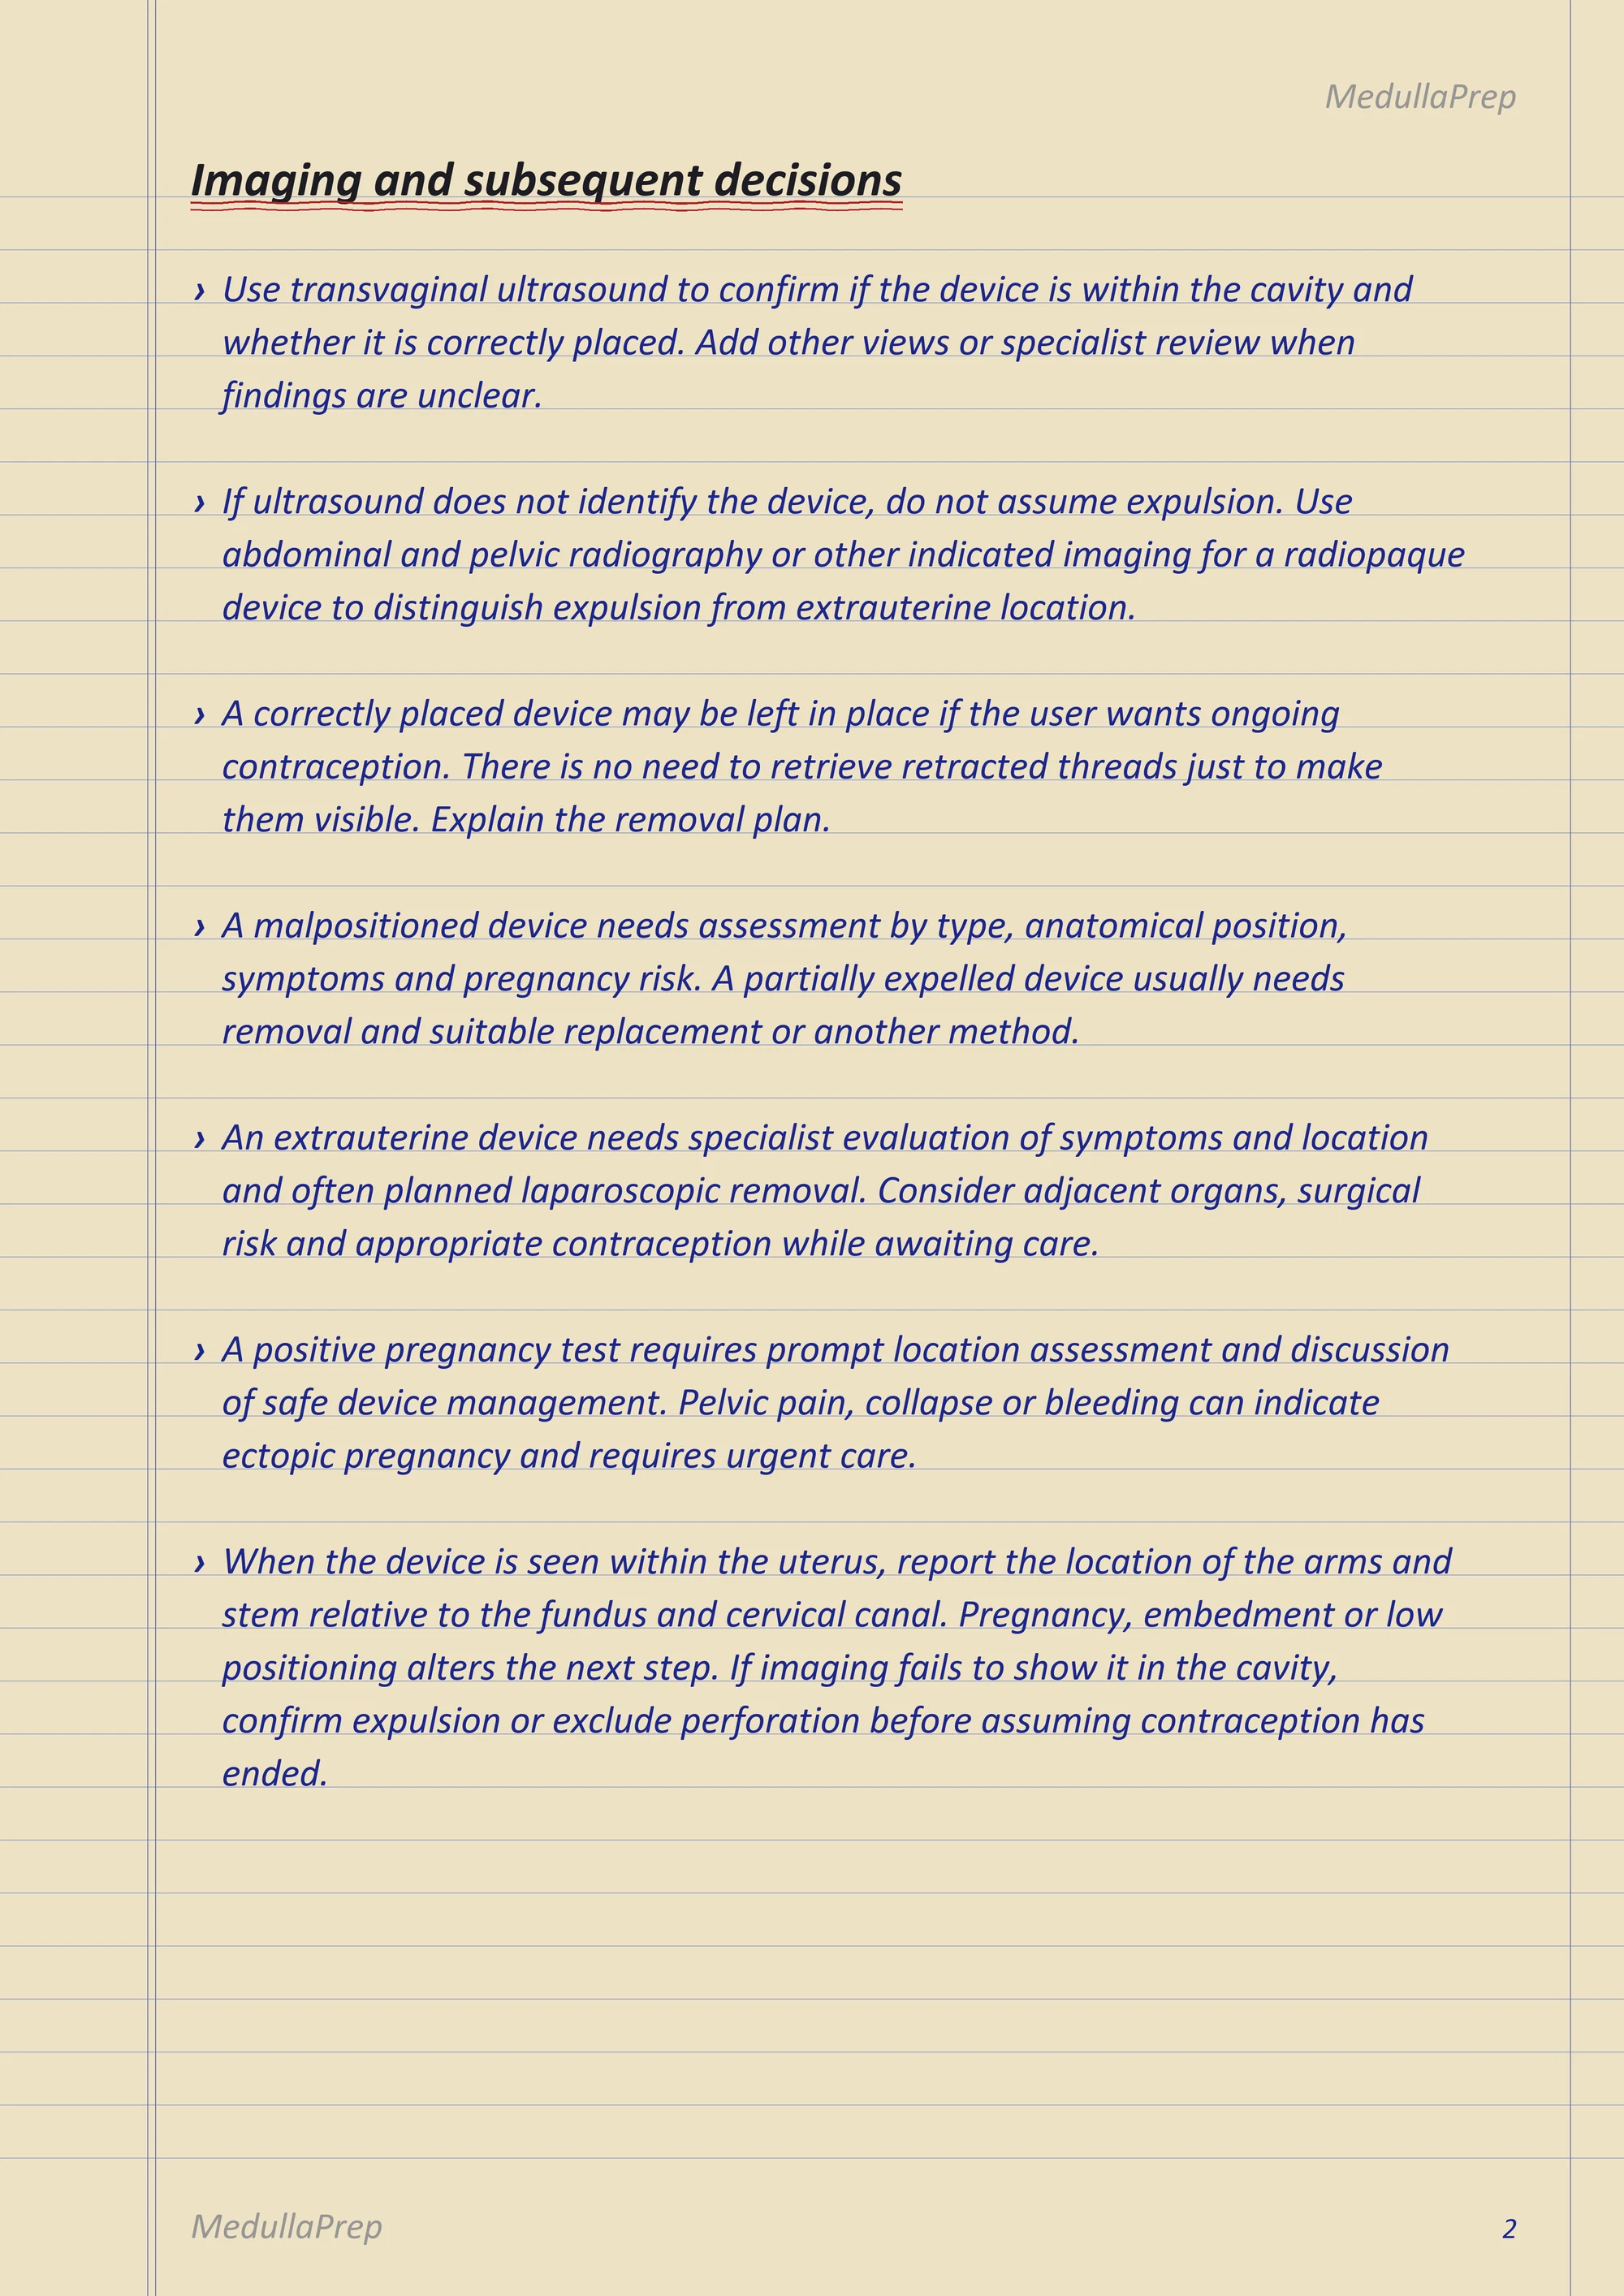 MedullaPrep
Imaging and subsequent decisions
› Use transvaginal ultrasound to confirm if the device is within the cavity and
whether it is correctly placed. Add other views or specialist review when
findings are unclear.
› If ultrasound does not identify the device, do not assume expulsion. Use
abdominal and pelvic radiography or other indicated imaging for a radiopaque
device to distinguish expulsion from extrauterine location.
› A correctly placed device may be left in place if the user wants ongoing
contraception. There is no need to retrieve retracted threads just to make
them visible. Explain the removal plan.
› A malpositioned device needs assessment by type, anatomical position,
symptoms and pregnancy risk. A partially expelled device usually needs
removal and suitable replacement or another method.
› An extrauterine device needs specialist evaluation of symptoms and location
and often planned laparoscopic removal. Consider adjacent organs, surgical
risk and appropriate contraception while awaiting care.
› A positive pregnancy test requires prompt location assessment and discussion
of safe device management. Pelvic pain, collapse or bleeding can indicate
ectopic pregnancy and requires urgent care.
› When the device is seen within the uterus, report the location of the arms and
stem relative to the fundus and cervical canal. Pregnancy, embedment or low
positioning alters the next step. If imaging fails to show it in the cavity,
confirm expulsion or exclude perforation before assuming contraception has
ended.
MedullaPrep
2